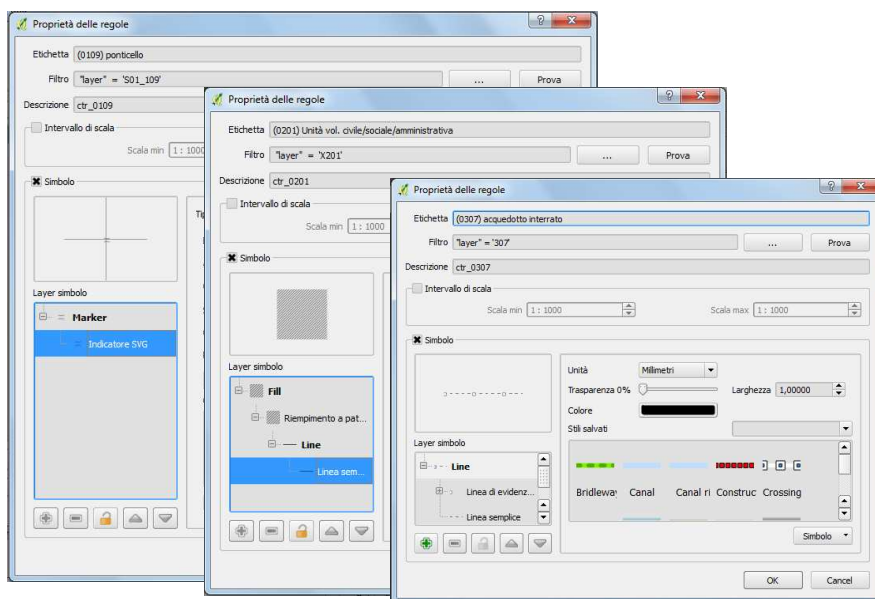 Proprietà delle regole
Etichetta (0109) ponticello
Filtro "layer" = 'S01_109' ... Prova
Descrizione ctr_0109
Intervallo di scala
Scala min 1 : 1000
Simbolo
Layer simbolo
Marker
Indicatore SVG
Proprietà delle regole
Etichetta (0201) Unità vol. civile/sociale/amministrativa
Filtro "layer" = 'X201' ... Prova
Descrizione ctr_0201
Intervallo di scala
Scala min 1 : 1000
Simbolo
Layer simbolo
Fill
Riempimento a pat...
Line
Linea sem...
Proprietà delle regole
Etichetta (0307) acquedotto interrato
Filtro "layer" = '307' ... Prova
Descrizione ctr_0307
Intervallo di scala
Scala min 1 : 1000 Scala max 1 : 1000
Simbolo
Unità Millimetri
Trasparenza 0% Larghezza 1,00000
Colore
Stili salvati
Layer simbolo
Line
Linea di evidenz...
Linea semplice
Bridleway Canal Canal ri Construc Crossing
Simbolo
OK Cancel